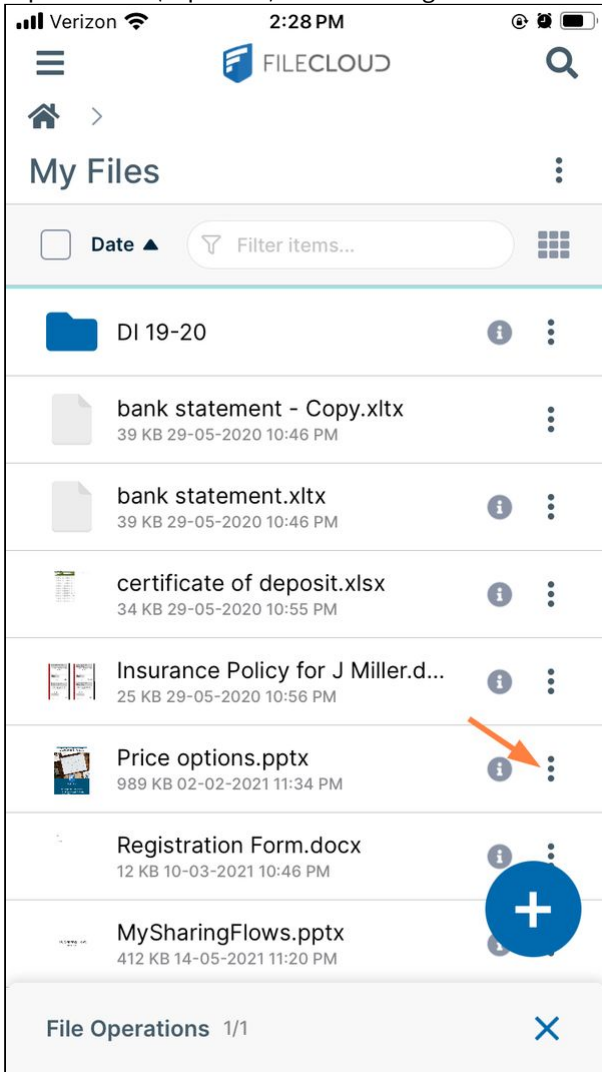 Verizon 2:28 PM
FILECLOUD
My Files
Date ▲ Filter items...
DI 19-20
bank statement - Copy.xltx
39 KB 29-05-2020 10:46 PM
bank statement.xltx
39 KB 29-05-2020 10:46 PM
certificate of deposit.xlsx
34 KB 29-05-2020 10:55 PM
Insurance Policy for J Miller.d...
25 KB 29-05-2020 10:56 PM
Price options.pptx
989 KB 02-02-2021 11:34 PM
Registration Form.docx
12 KB 10-03-2021 10:46 PM
MySharingFlows.pptx
412 KB 14-05-2021 11:20 PM
File Operations 1/1